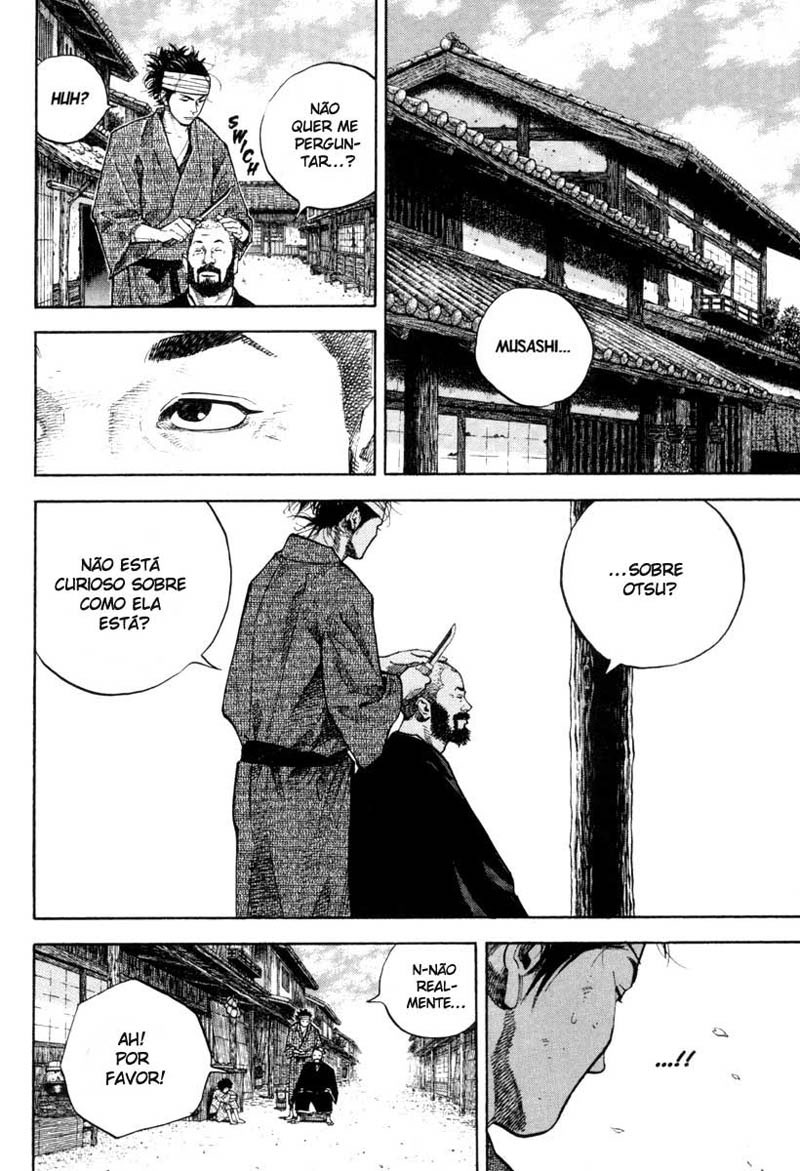 MUSASHI...
NÃO
QUER ME
PERGUN-
TAR...?
SWICH
HUH?
...SOBRE
OTSU?
NÃO ESTÁ
CURIOSO SOBRE
COMO ELA
ESTÁ?
...!!
N-NÃO
REAL-
MENTE...
AH!
POR
FAVOR!